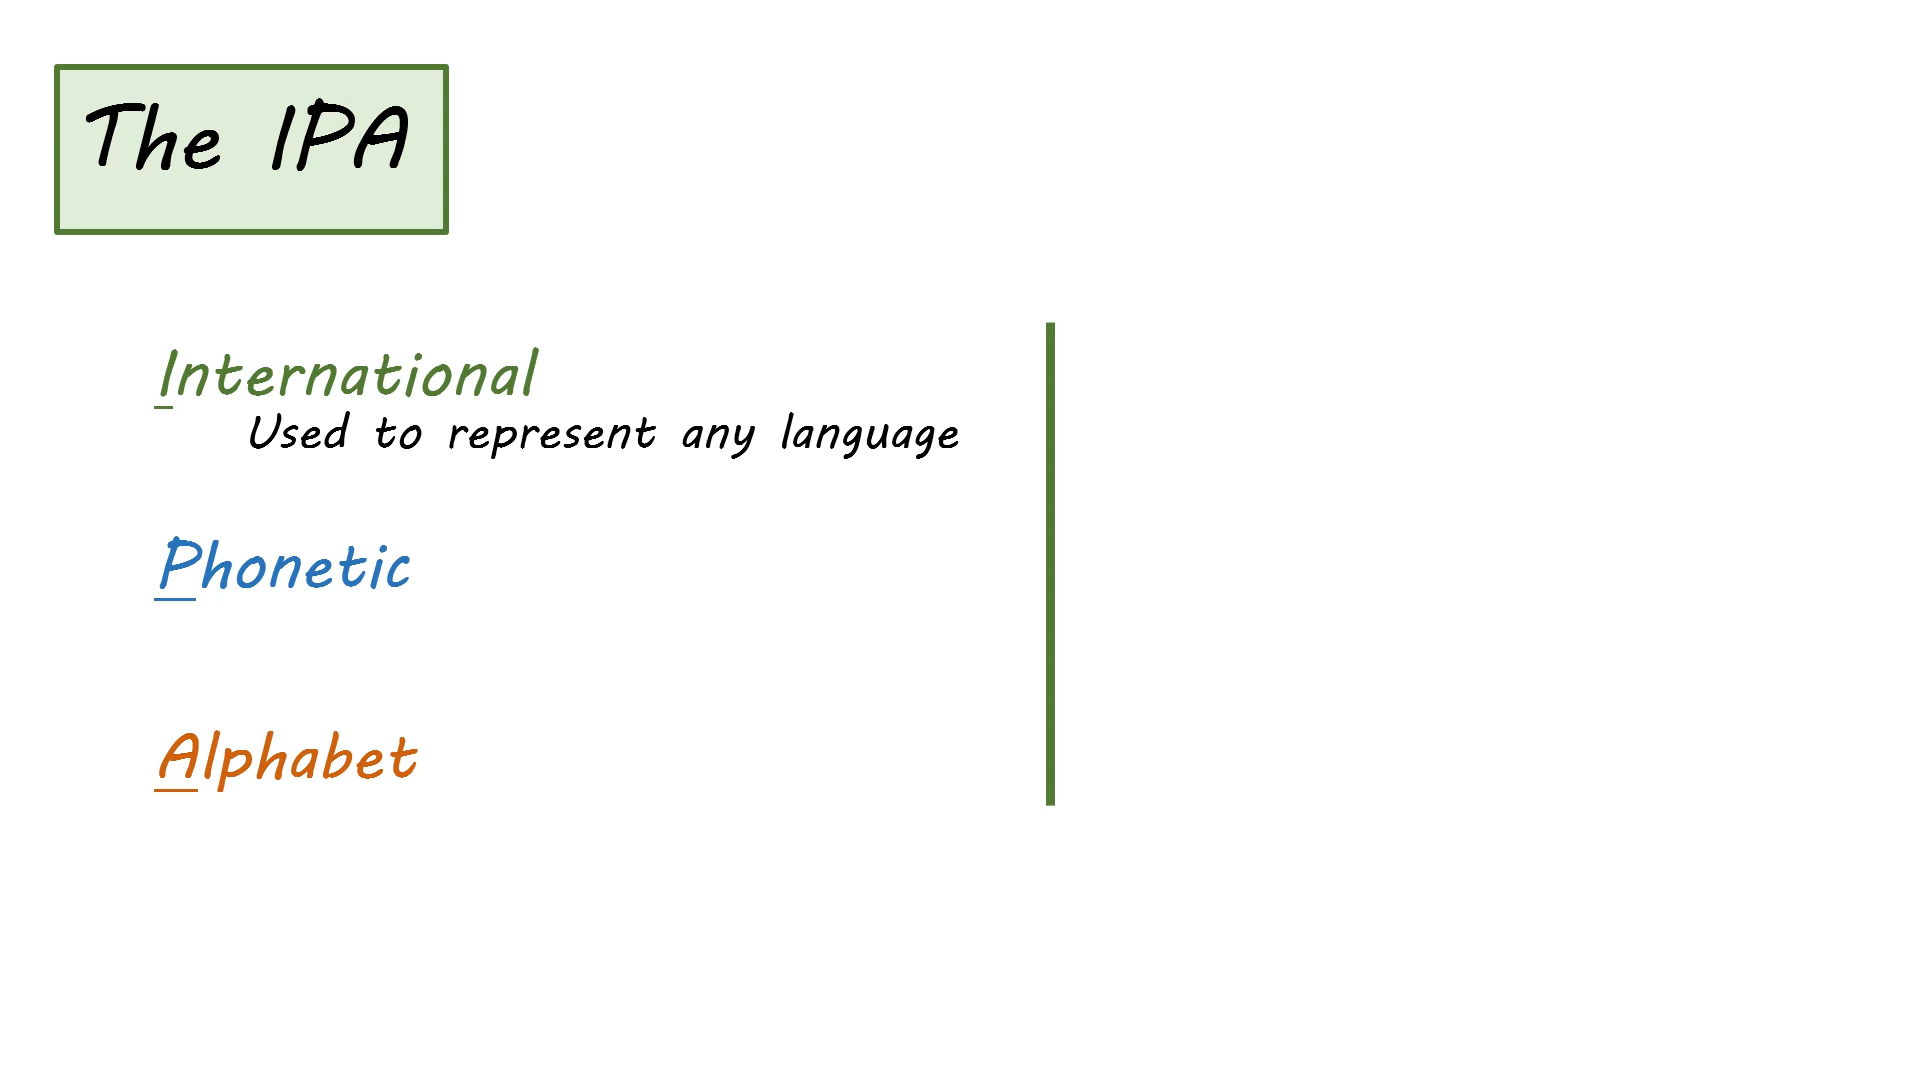 The IPA
International
Used to represent any language
Phonetic
Alphabet